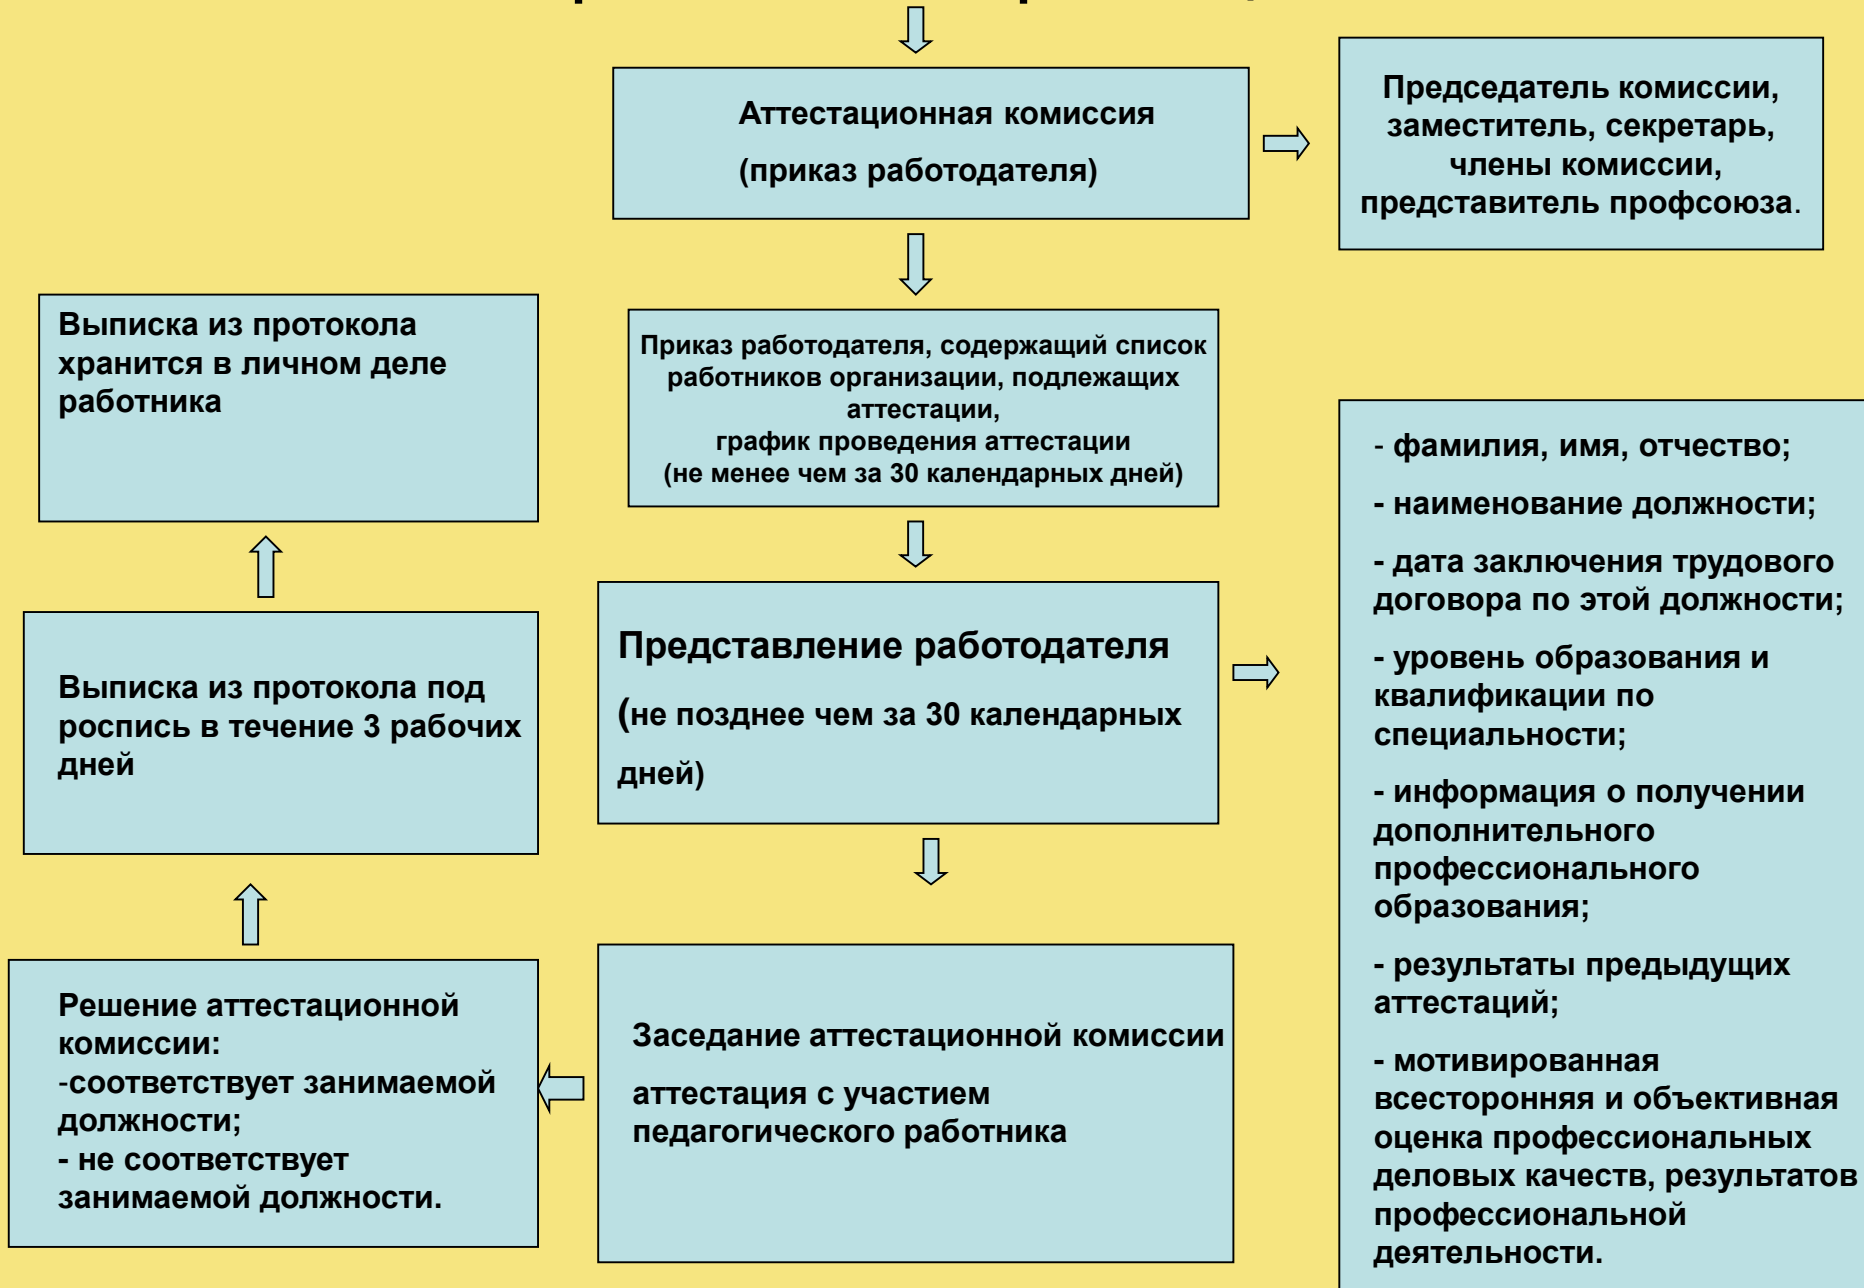 Аттестационная комиссия
(приказ работодателя)
Председатель комиссии,
заместитель, секретарь,
члены комиссии,
представитель профсоюза.
Приказ работодателя, содержащий список
работников организации, подлежащих
аттестации,
график проведения аттестации
(не менее чем за 30 календарных дней)
Представление работодателя
(не позднее чем за 30 календарных
дней)
- фамилия, имя, отчество;
- наименование должности;
- дата заключения трудового
договора по этой должности;
- уровень образования и
квалификации по
специальности;
- информация о получении
дополнительного
профессионального
образования;
- результаты предыдущих
аттестаций;
- мотивированная
всесторонняя и объективная
оценка профессиональных
деловых качеств, результатов
профессиональной
деятельности.
Заседание аттестационной комиссии
аттестация с участием
педагогического работника
Решение аттестационной
комиссии:
-соответствует занимаемой
должности;
- не соответствует
занимаемой должности.
Выписка из протокола под
роспись в течение 3 рабочих
дней
Выписка из протокола
хранится в личном деле
работника